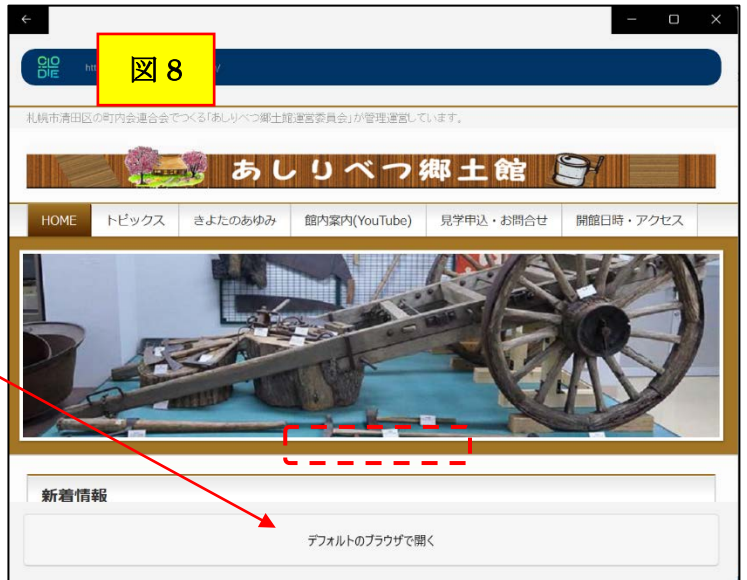 CLO
DIE
htt
図 8
/
札幌市清田区の町内会連合会でつくる「あしりべつ郷土館運営委員会」が管理運営しています。
あしりべつ郷土館
HOME トピックス きよたのあゆみ 館内案内(YouTube) 見学申込・お問合せ 開館日時・アクセス
新着情報
デフォルトのブラウザで開く